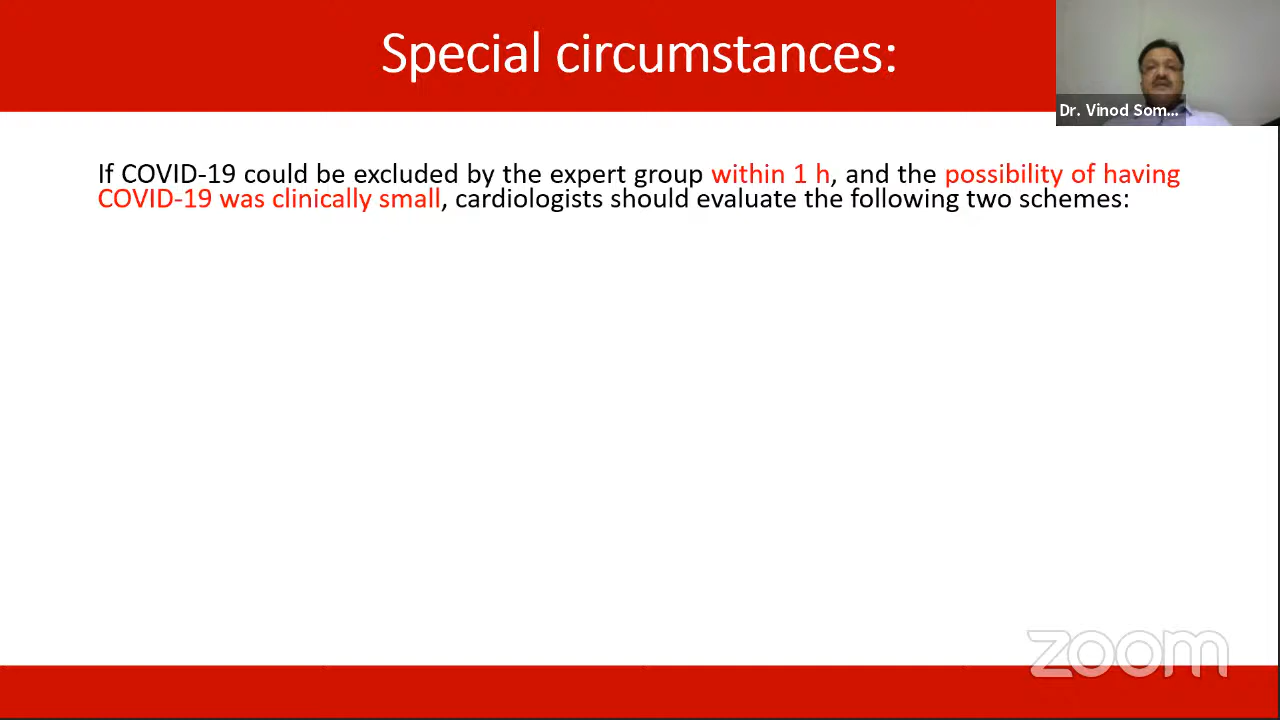 Special circumstances:
Dr. Vinod Som...
If COVID-19 could be excluded by the expert group within 1 h, and the possibility of having
COVID-19 was clinically small, cardiologists should evaluate the following two schemes:
zoom